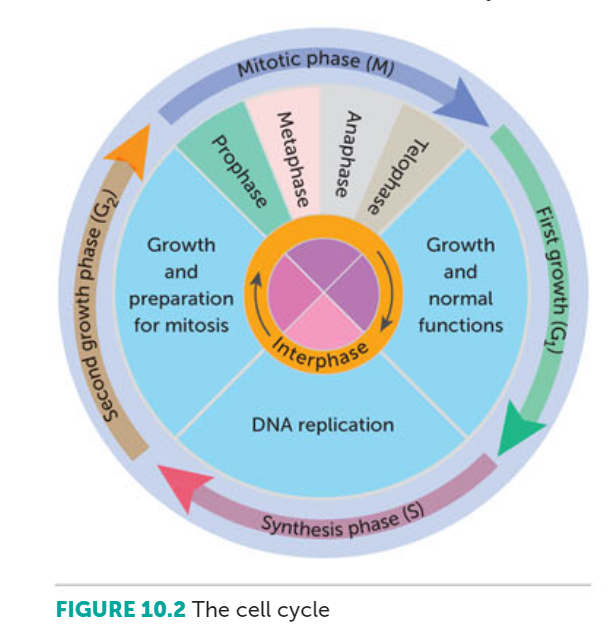 Mitotic phase (M)
Prophase
Metaphase
Anaphase
Telophase
First growth (G₁)
Growth
and
normal
functions
Growth
and
preparation
for mitosis
Second growth phase (G₂)
Interphase
DNA replication
Synthesis phase (S)
FIGURE 10.2 The cell cycle